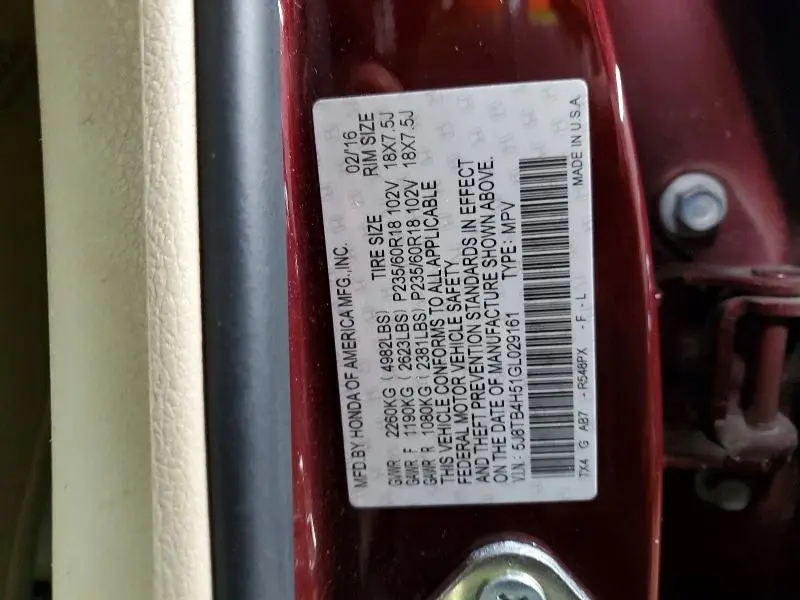 MFD.BY HONDA OF AMERICA MFG.,INC. 02/'16
TIRE SIZE RIM SIZE
GVWR 2260KG ( 4982LBS)
GAWR F 1190KG ( 2623LBS) P235/60R18 102V 18X7.5J
GAWR R 1080KG ( 2381LBS) P235/60R18 102V 18X7.5J
THIS VEHICLE CONFORMS TO ALL APPLICABLE
FEDERAL MOTOR VEHICLE SAFETY
AND THEFT PREVENTION STANDARDS IN EFFECT
ON THE DATE OF MANUFACTURE SHOWN ABOVE.
V.I.N.: 5J8TB4H51GL029161 TYPE: MPV
TX4 G A87 - R548PX - F - L MADE IN U.S.A